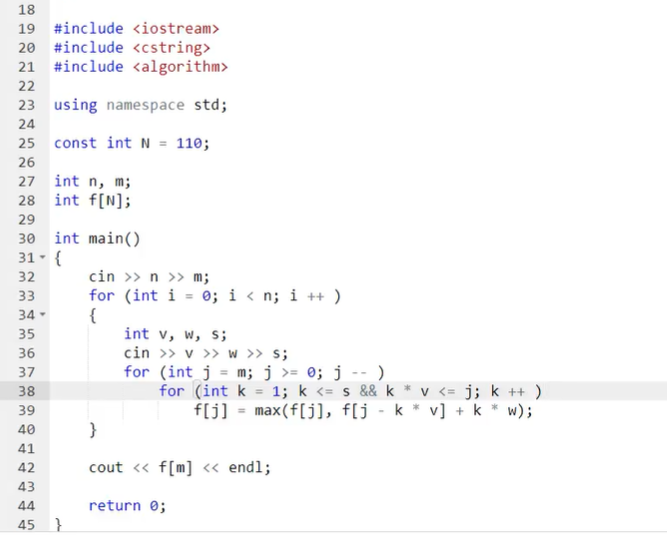 18
19 #include <iostream>
20 #include <cstring>
21 #include <algorithm>
22
23 using namespace std;
24
25 const int N = 110;
26
27 int n, m;
28 int f[N];
29
30 int main()
31 {
32     cin >> n >> m;
33     for (int i = 0; i < n; i ++ )
34     {
35         int v, w, s;
36         cin >> v >> w >> s;
37         for (int j = m; j >= 0; j -- )
38             for (int k = 1; k <= s && k * v <= j; k ++ )
39                 f[j] = max(f[j], f[j - k * v] + k * w);
40     }
41
42     cout << f[m] << endl;
43
44     return 0;
45 }